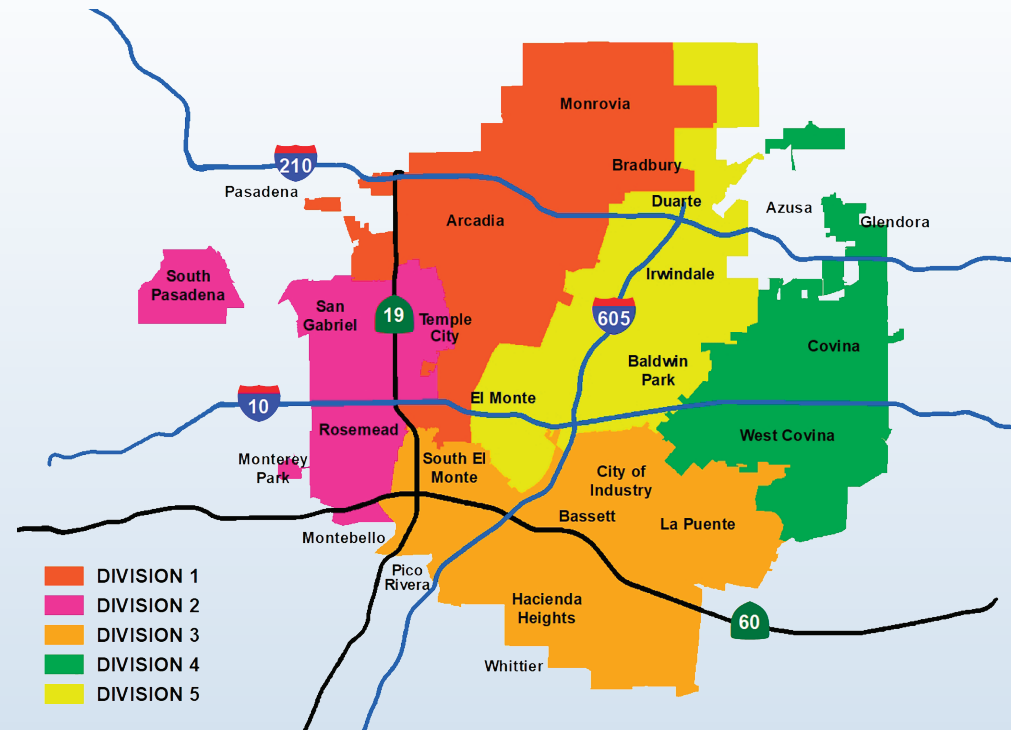 Monrovia
Bradbury
210
Pasadena
Duarte
Azusa
Glendora
Arcadia
South
Pasadena
Irwindale
San
Gabriel
19
Temple
City
605
Covina
Baldwin
Park
El Monte
10
Rosemead
West Covina
Monterey
Park
South El
Monte
City of
Industry
Bassett
La Puente
Montebello
Pico
Rivera
Hacienda
Heights
60
Whittier
DIVISION 1
DIVISION 2
DIVISION 3
DIVISION 4
DIVISION 5